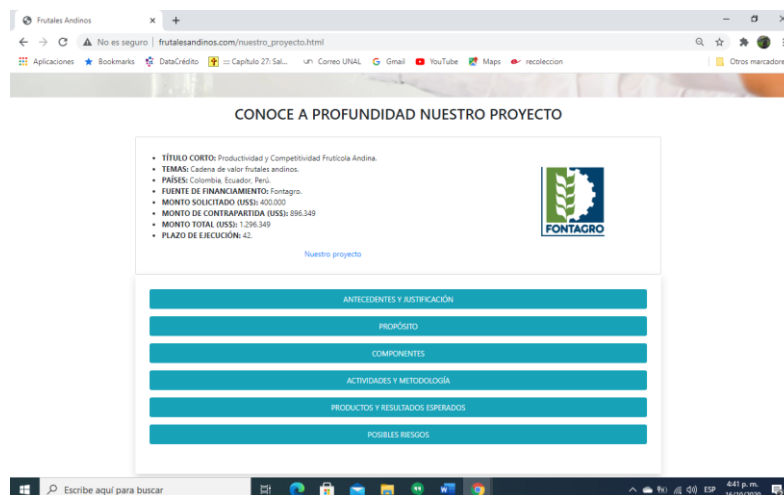 Frutales Andinos
No es seguro | frutalesandinos.com/nuestro_proyecto.html
Aplicaciones Bookmarks DataCrédito Capítulo 27: Sal... Correo UNAL Gmail YouTube Maps recoleccion Otros marcadores
CONOCE A PROFUNDIDAD NUESTRO PROYECTO
TÍTULO CORTO: Productividad y Competitividad Frutícola Andina.
TEMAS: Cadena de valor frutales andinos.
PAÍSES: Colombia, Ecuador, Perú.
FUENTE DE FINANCIAMIENTO: Fontagro.
MONTO SOLICITADO (US$): 400.000
MONTO DE CONTRAPARTIDA (US$): 896.349
MONTO TOTAL (US$): 1.296.349
PLAZO DE EJECUCIÓN: 42.
FONTAGRO
Nuestro proyecto
ANTECEDENTES Y JUSTIFICACIÓN
PROPÓSITO
COMPONENTES
ACTIVIDADES Y METODOLOGÍA
PRODUCTOS Y RESULTADOS ESPERADOS
POSIBLES RIESGOS
Escribe aquí para buscar
ESP
4:41 p. m.